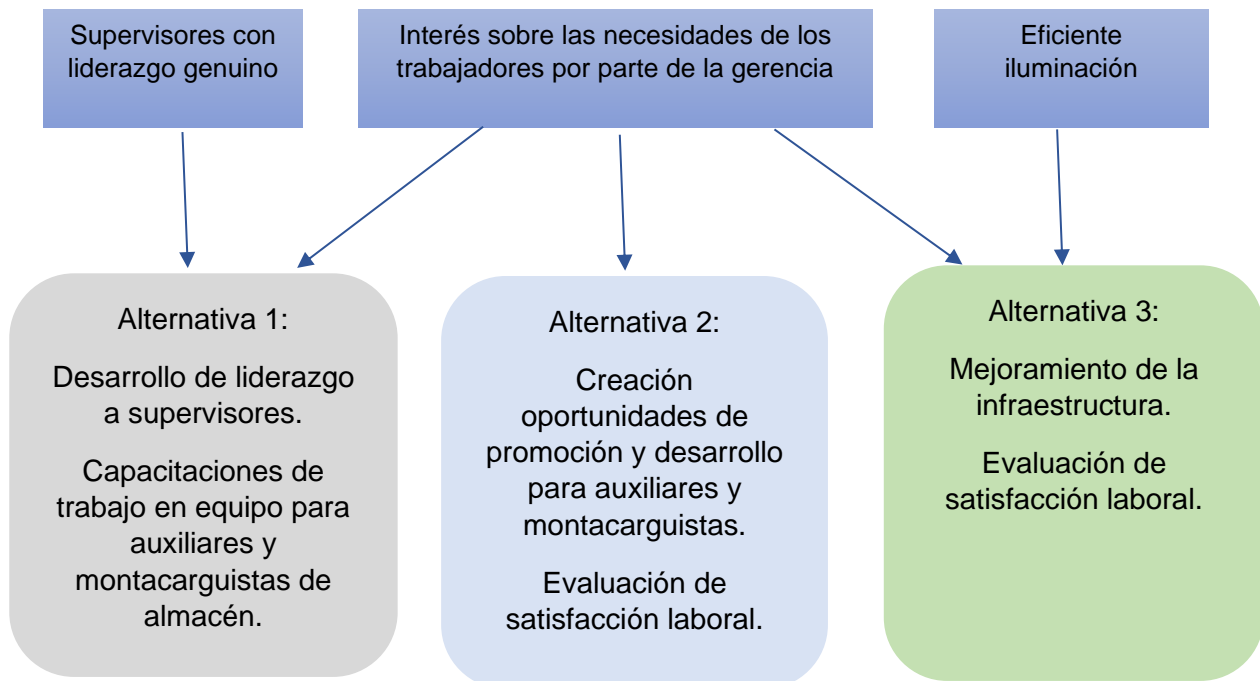 Supervisores con
liderazgo genuino
Interés sobre las necesidades de los
trabajadores por parte de la gerencia
Eficiente
iluminación
Alternativa 1:
Desarrollo de liderazgo
a supervisores.
Capacitaciones de
trabajo en equipo para
auxiliares y
montacarguistas de
almacén.
Alternativa 2:
Creación
oportunidades de
promoción y desarrollo
para auxiliares y
montacarguistas.
Evaluación de
satisfacción laboral.
Alternativa 3:
Mejoramiento de la
infraestructura.
Evaluación de
satisfacción laboral.